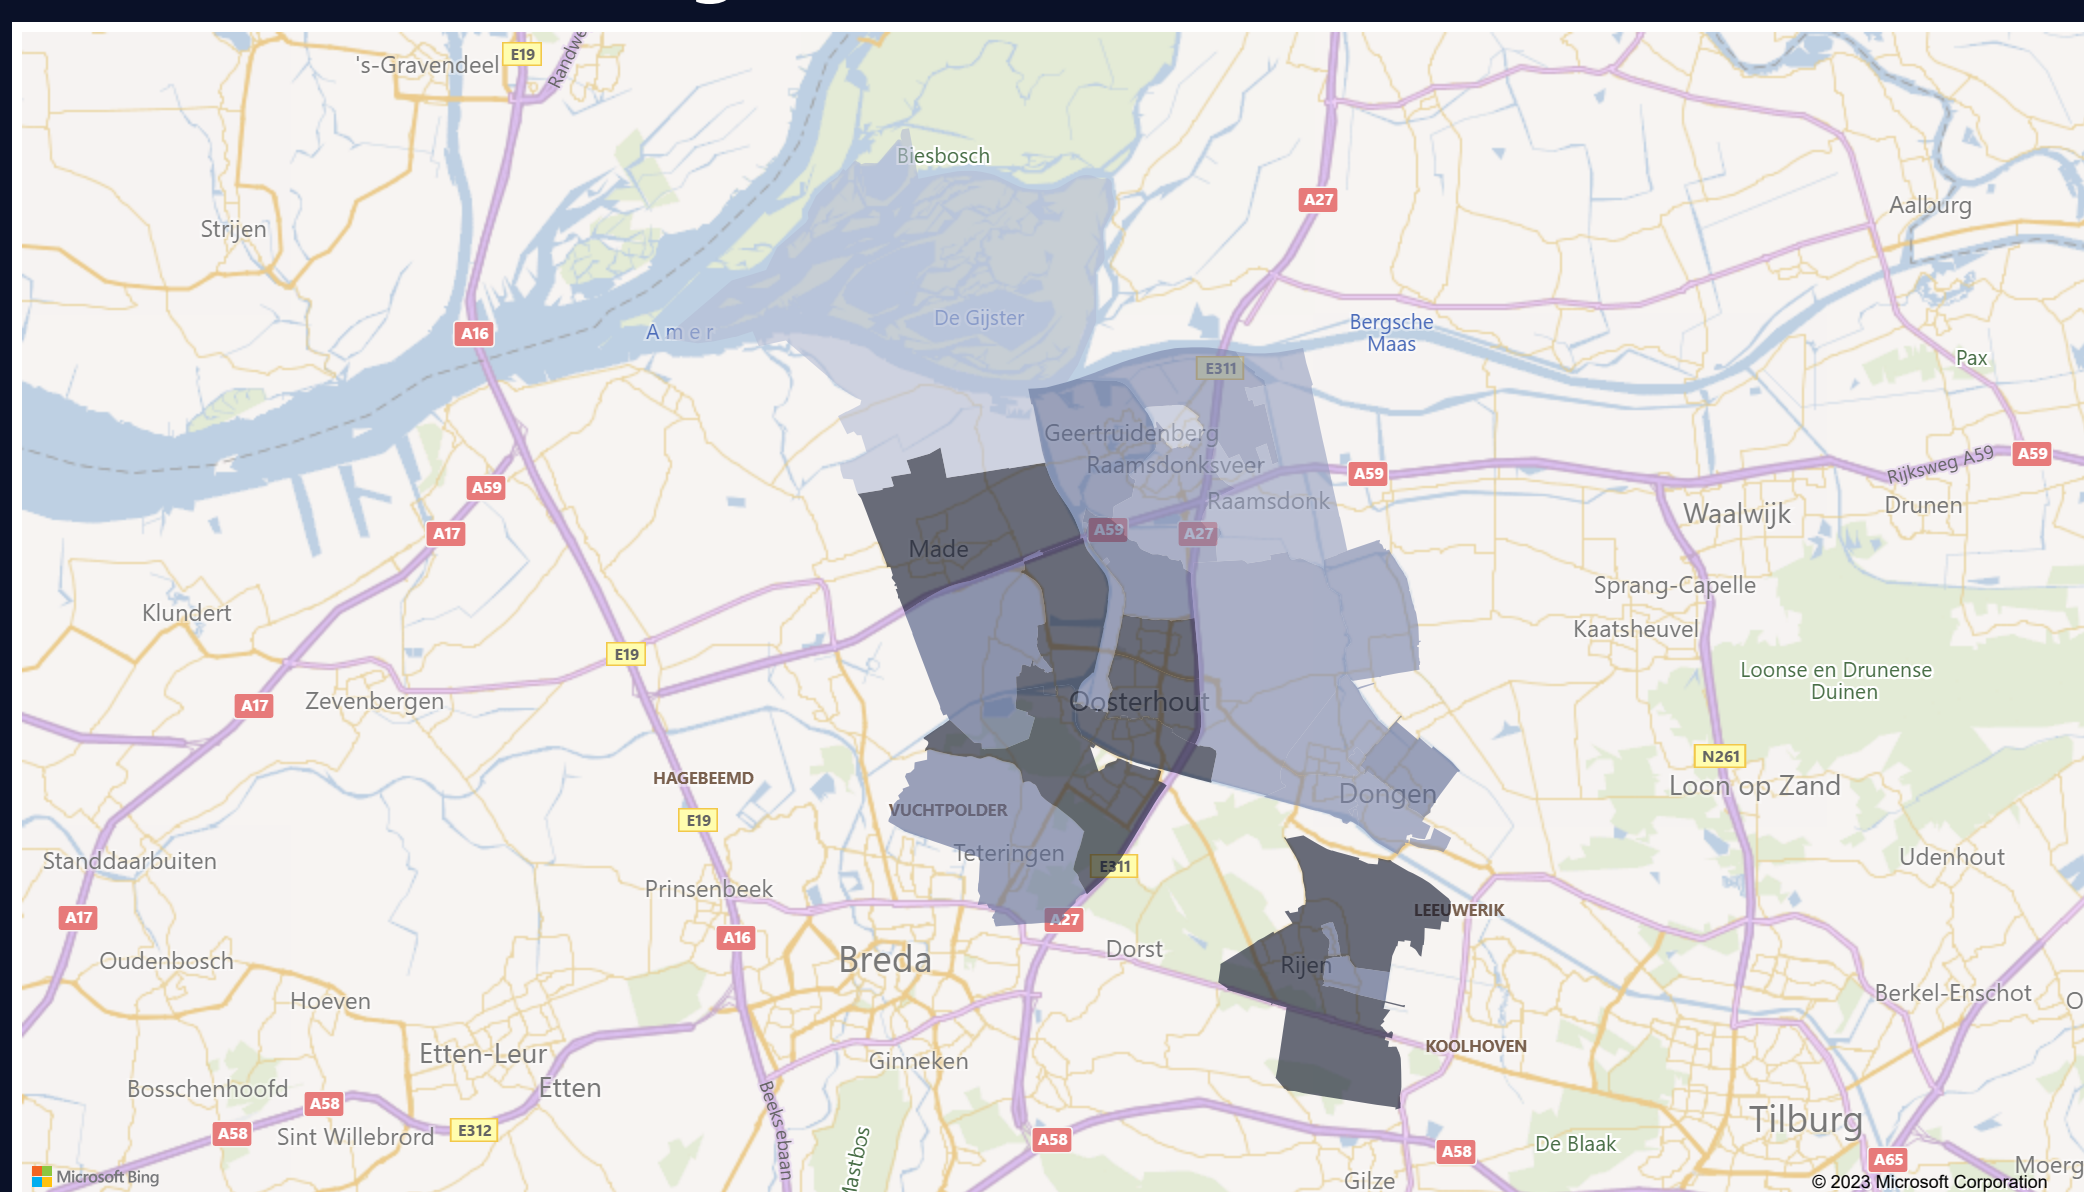 's-Gravendeel
E19
Randwe
Biesbosch
A27
Aalburg
Strijen
De Gijster
Amer
A16
Bergsche
Maas
Pax
E311
Geertruidenberg
Raamsdonksveer
Raamsdonk
A59
Rijksweg A59
A59
A59
A17
A59
A27
Waalwijk
Drunen
Made
Sprang-Capelle
Klundert
Kaatsheuvel
E19
Loonse en Drunense
Duinen
A17
Zevenbergen
Oosterhout
N261
HAGEBEEMD
Loon op Zand
VUCHTPOLDER
Dongen
E19
Teteringen
Standdaarbuiten
E311
Udenhout
Prinsenbeek
LEEUWERIK
A17
A27
A16
Dorst
Oudenbosch
Breda
Rijen
Hoeven
Berkel-Enschot
O
Etten-Leur
Ginneken
KOOLHOVEN
Bosschenhoofd
Etten
A58
Beeksebaan
Tilburg
A58
Sint Willebrord
E312
A58
Mastbos
De Blaak
A58
A65
Moerg
Microsoft Bing
Gilze
© 2023 Microsoft Corporation